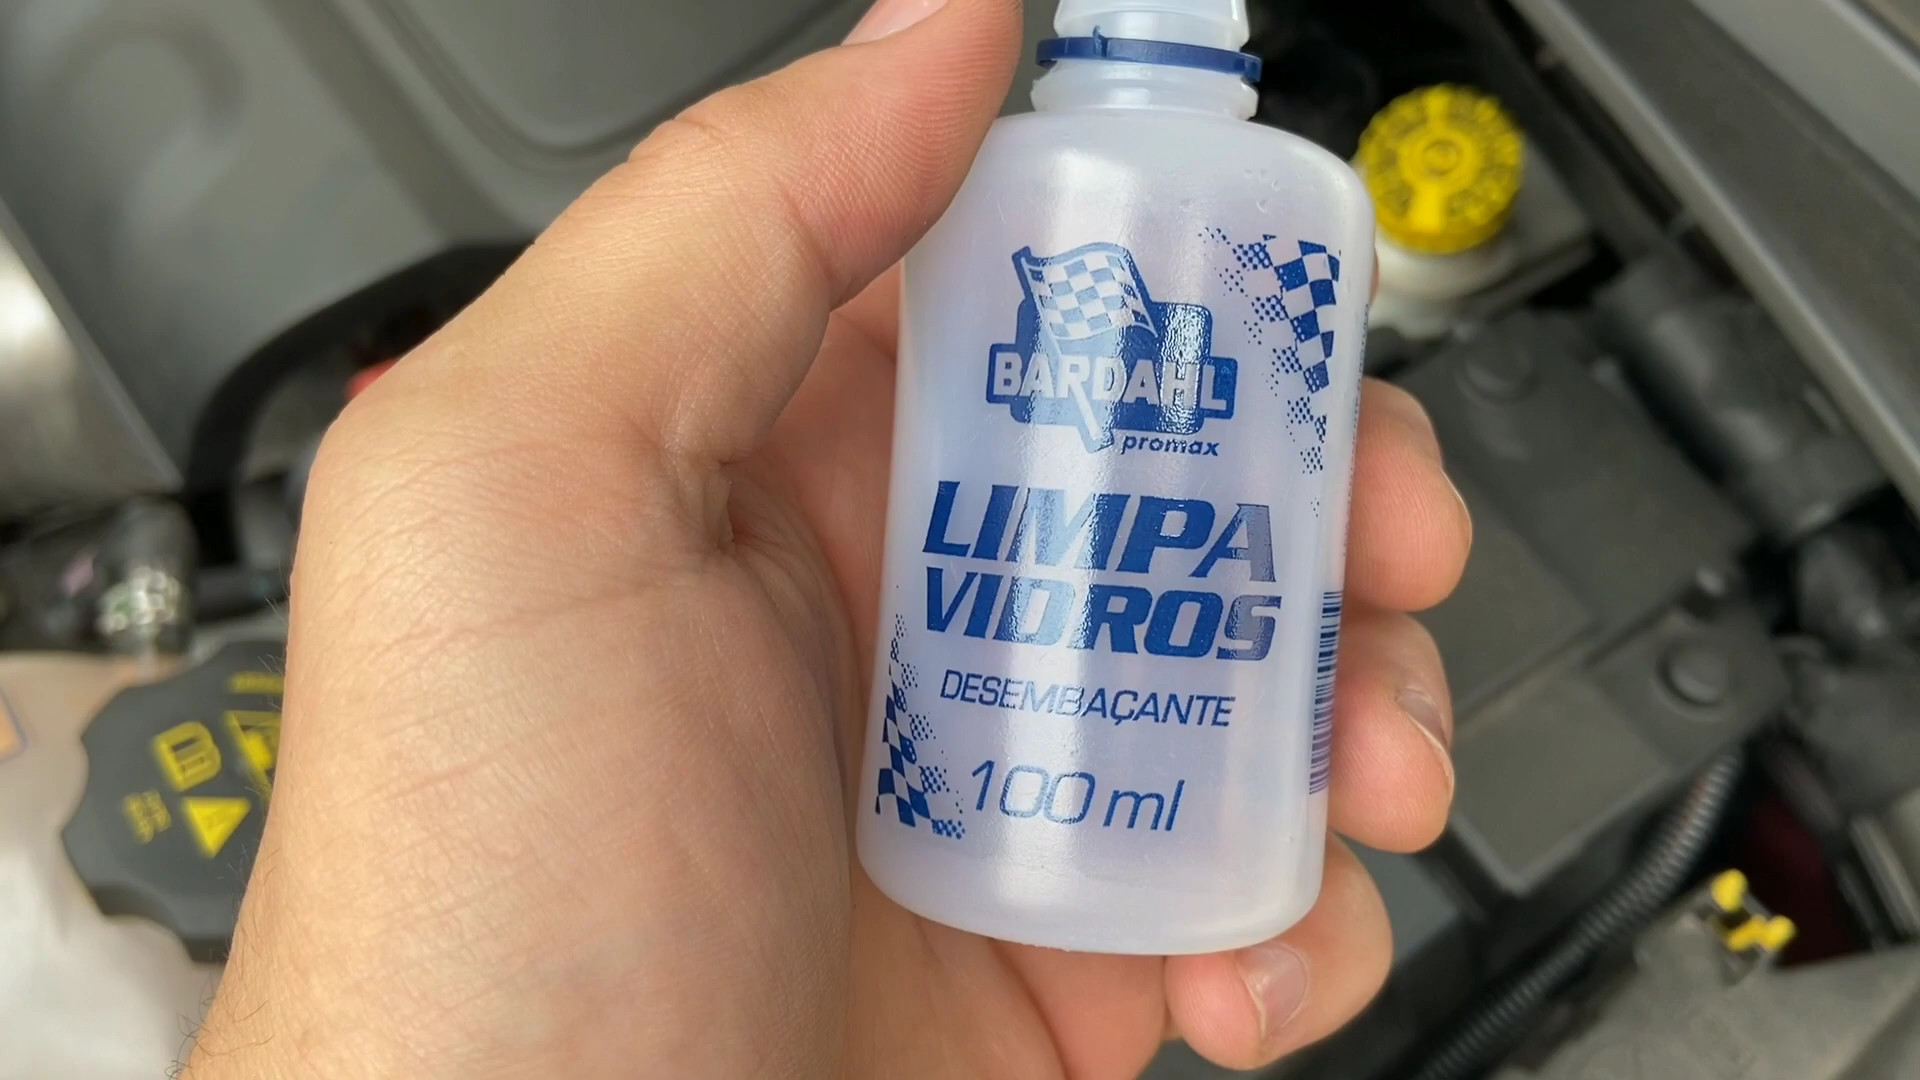 BARDAHL
promax
LIMPA
VIDROS
DESEMBAÇANTE
100 ml